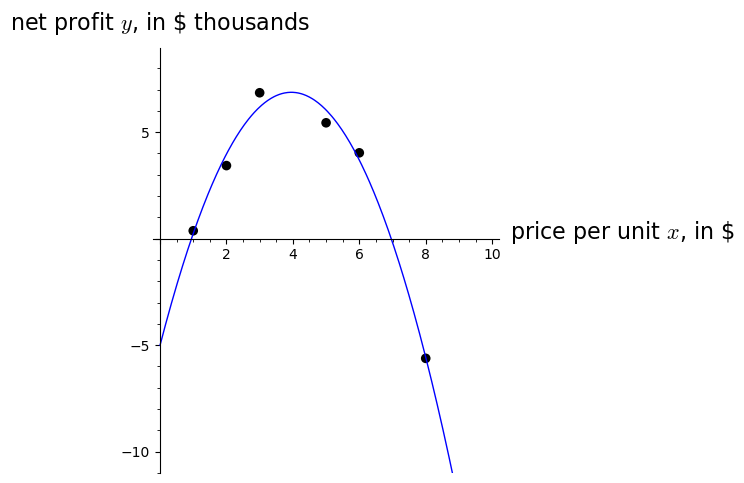 net profit y, in $ thousands
5
price per unit x, in $
2 4 6 8 10
−5
−10